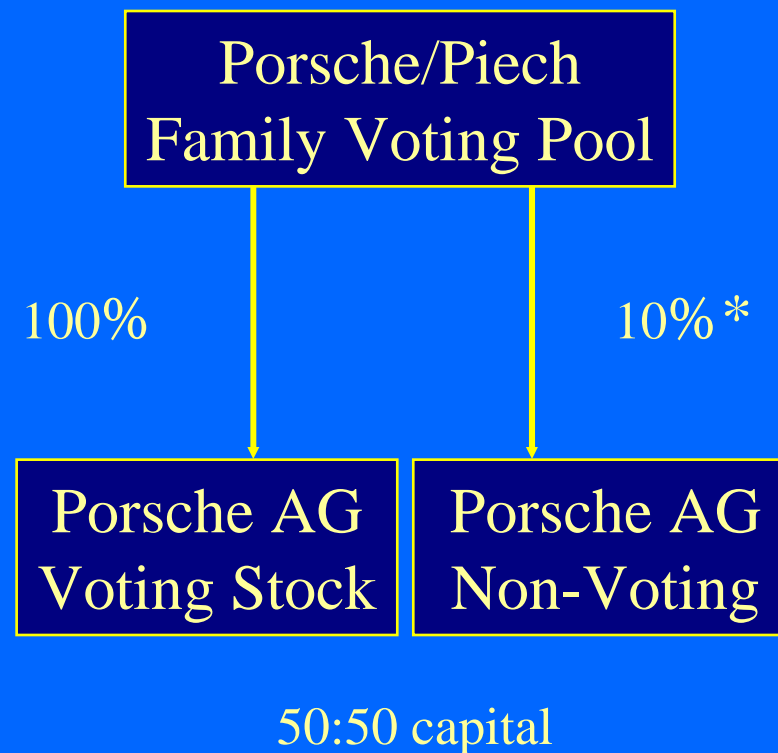 Porsche/Piech
Family Voting Pool
100%
10% *
Porsche AG
Voting Stock
Porsche AG
Non-Voting
50:50 capital